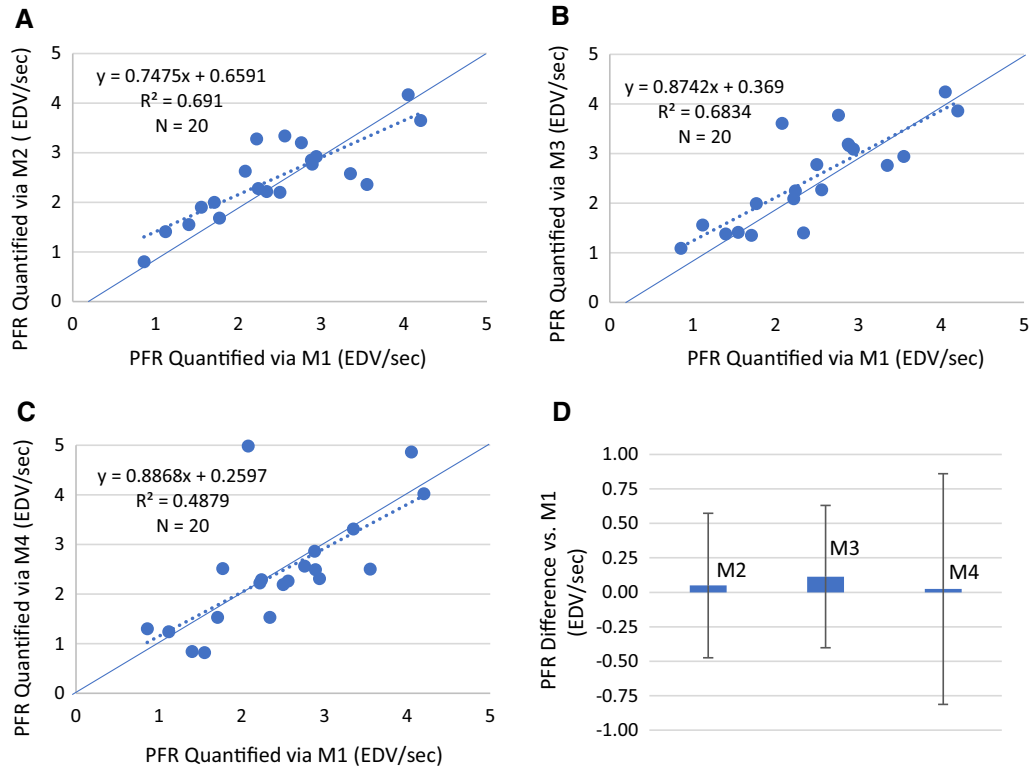 A
PFR Quantified via M2 ( EDV/sec)
5
4
3
2
1
0
y = 0.7475x + 0.6591
R² = 0.691
N = 20
0 1 2 3 4 5
PFR Quantified via M1 (EDV/sec)
B
PFR Quantified via M3 (EDV/sec)
5
4
3
2
1
0
y = 0.8742x + 0.369
R² = 0.6834
N = 20
0 1 2 3 4 5
PFR Quantified via M1 (EDV/sec)
C
PFR Quantified via M4 (EDV/sec)
5
4
3
2
1
0
y = 0.8868x + 0.2597
R² = 0.4879
N = 20
0 1 2 3 4 5
PFR Quantified via M1 (EDV/sec)
D
PFR Difference vs. M1
(EDV/sec)
1.00
0.75
0.50
0.25
0.00
-0.25
-0.50
-0.75
-1.00
M2
M3
M4